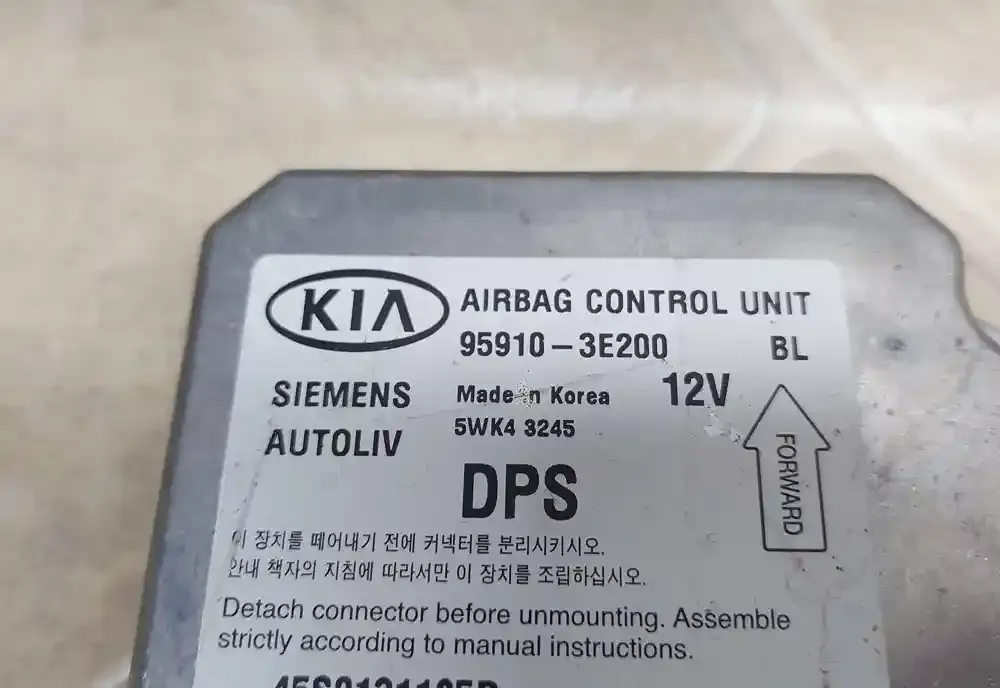 KIA AIRBAG CONTROL UNIT
95910-3E200 BL
SIEMENS Made in Korea 12V
AUTOLIV 5WK4 3245
FORWARD
DPS
이 장치를 떼어내기 전에 커넥터를 분리시키시오.
안내 책자의 지침에 따라서만 이 장치를 조립하십시오.
Detach connector before unmounting. Assemble
strictly according to manual instructions.